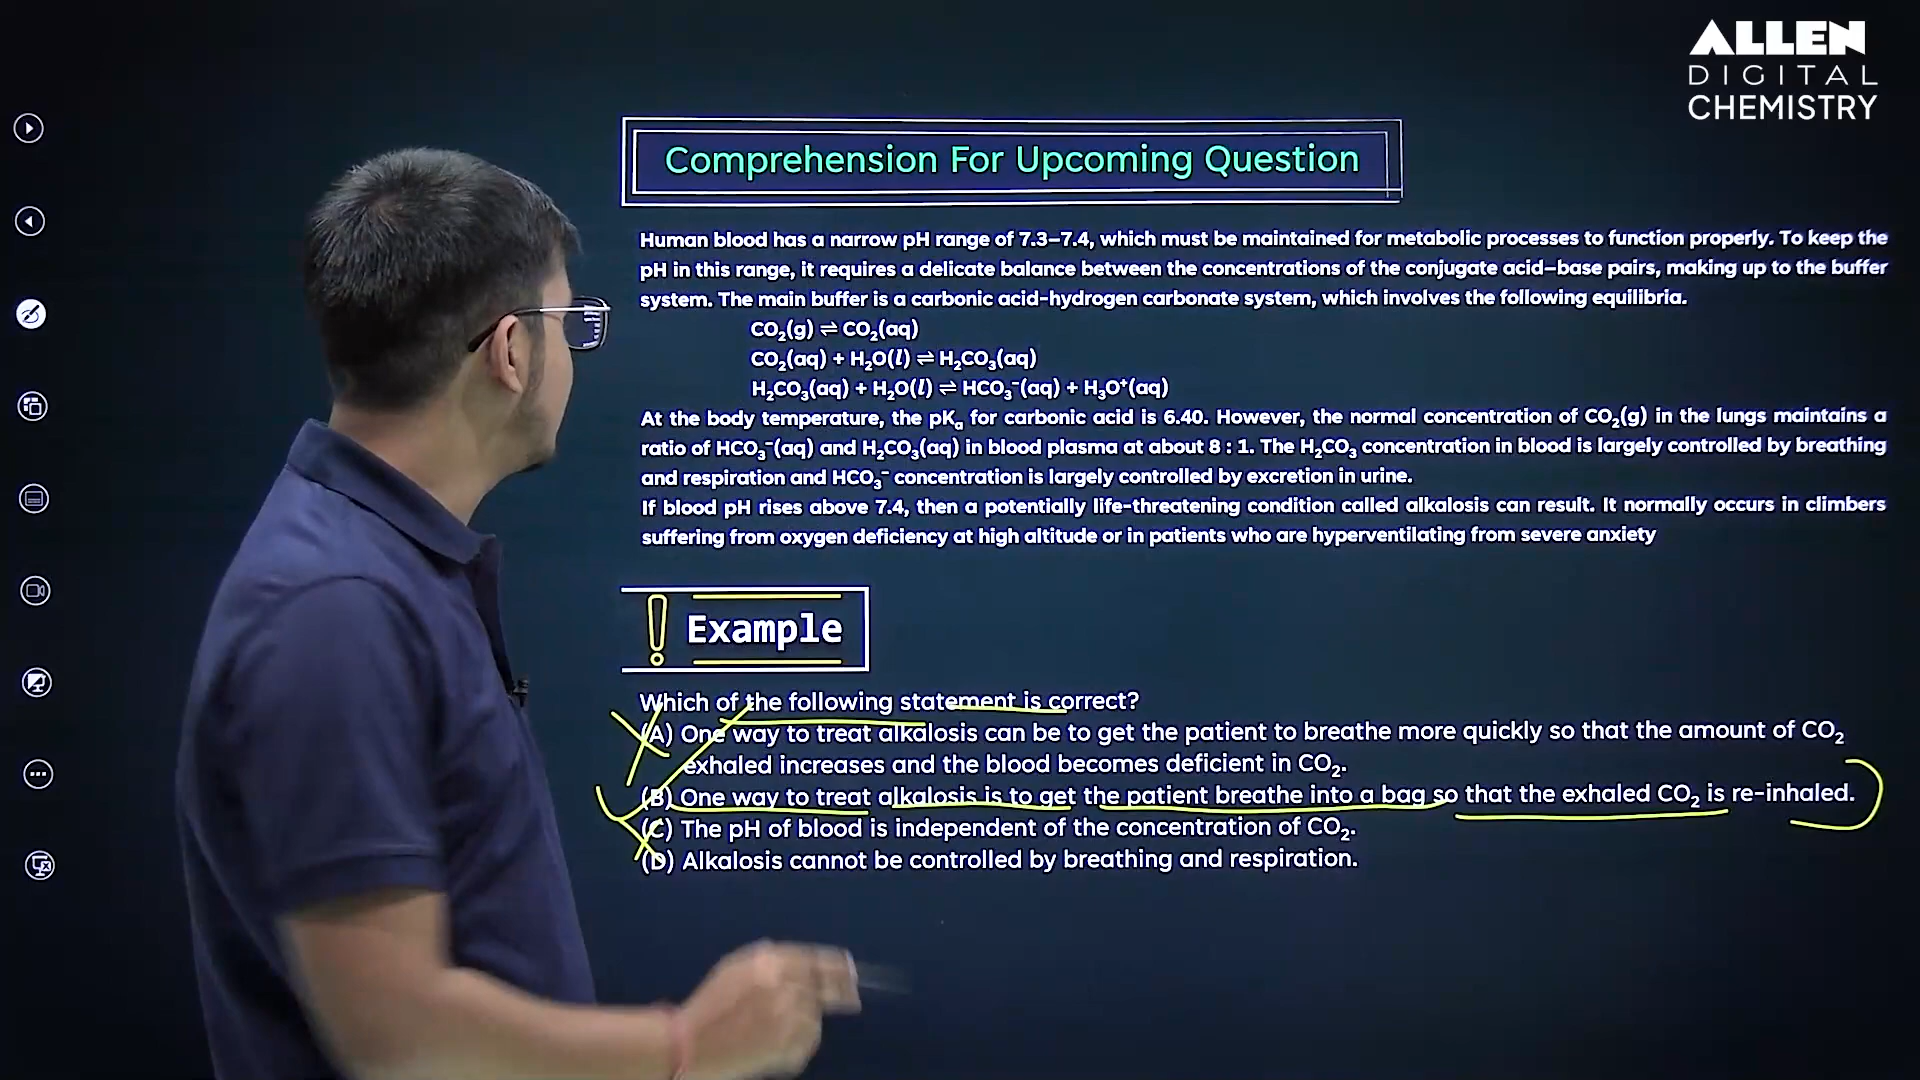 ALLEN
DIGITAL
CHEMISTRY
Comprehension For Upcoming Question
Human blood has a narrow pH range of 7.3–7.4, which must be maintained for metabolic processes to function properly. To keep the
pH in this range, it requires a delicate balance between the concentrations of the conjugate acid–base pairs, making up to the buffer
system. The main buffer is a carbonic acid-hydrogen carbonate system, which involves the following equilibria.
CO₂(g) ⇌ CO₂(aq)
CO₂(aq) + H₂O(l) ⇌ H₂CO₃(aq)
H₂CO₃(aq) + H₂O(l) ⇌ HCO₃⁻(aq) + H₃O⁺(aq)
At the body temperature, the pKₐ for carbonic acid is 6.40. However, the normal concentration of CO₂(g) in the lungs maintains a
ratio of HCO₃⁻(aq) and H₂CO₃(aq) in blood plasma at about 8 : 1. The H₂CO₃ concentration in blood is largely controlled by breathing
and respiration and HCO₃⁻ concentration is largely controlled by excretion in urine.
If blood pH rises above 7.4, then a potentially life-threatening condition called alkalosis can result. It normally occurs in climbers
suffering from oxygen deficiency at high altitude or in patients who are hyperventilating from severe anxiety
! Example
Which of the following statement is correct?
(A) One way to treat alkalosis can be to get the patient to breathe more quickly so that the amount of CO₂
exhaled increases and the blood becomes deficient in CO₂.
(B) One way to treat alkalosis is to get the patient breathe into a bag so that the exhaled CO₂ is re-inhaled.
(C) The pH of blood is independent of the concentration of CO₂.
(D) Alkalosis cannot be controlled by breathing and respiration.